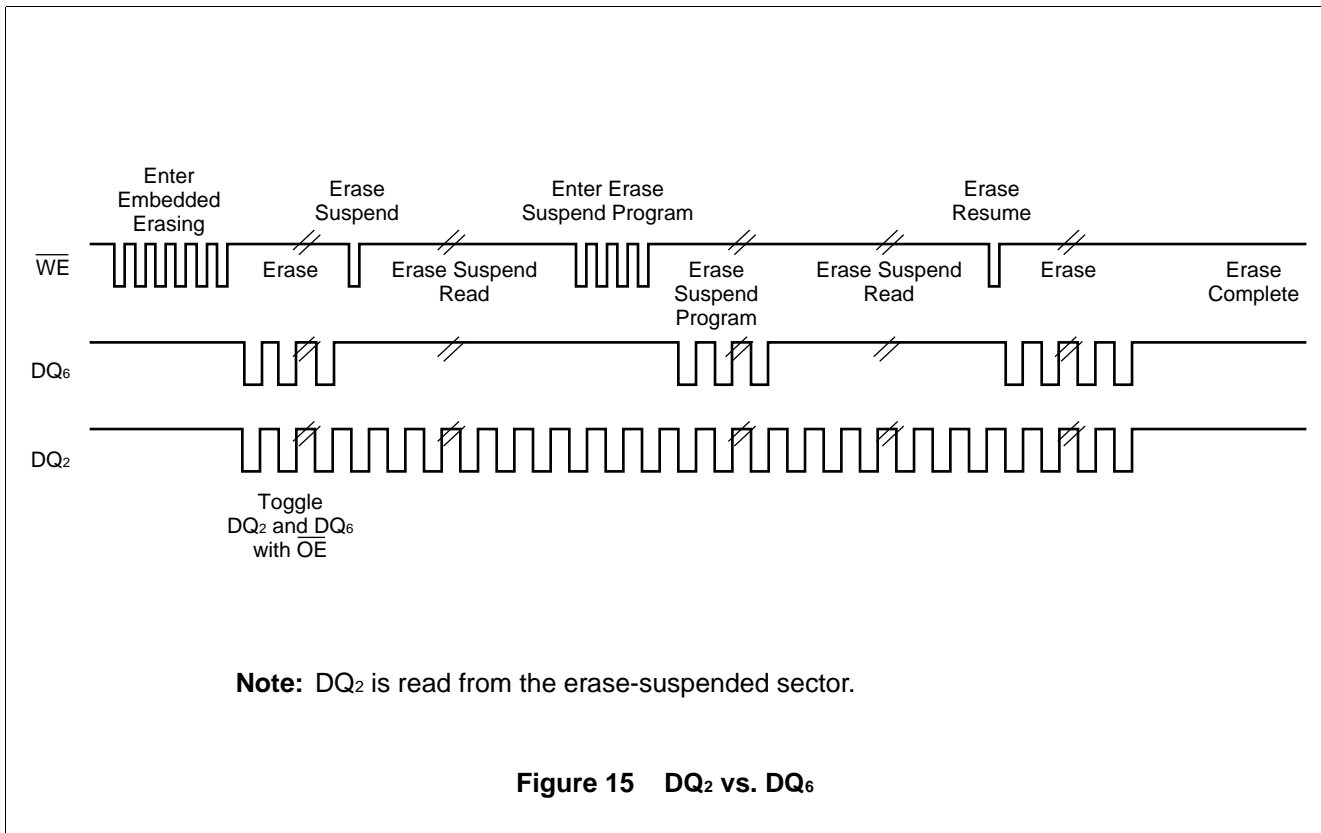 Enter
Embedded
Erasing
Erase
Suspend
Enter Erase
Suspend Program
Erase
Resume
WE
Erase
Erase Suspend
Read
Erase
Suspend
Program
Erase Suspend
Read
Erase
Erase
Complete
DQ6
DQ2
Toggle
DQ2 and DQ6
with OE
Note: DQ2 is read from the erase-suspended sector.
Figure 15 DQ2 vs. DQ6